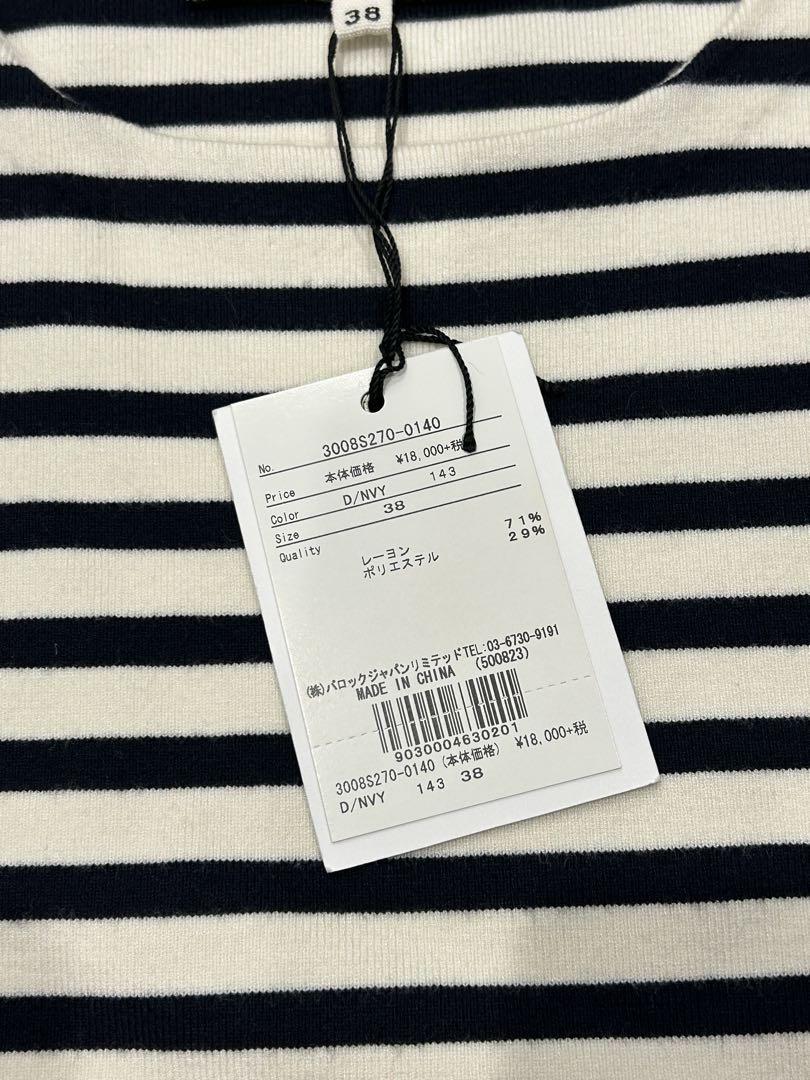 38
No. 3008S270-0140
Price 本体価格 ¥18,000+税
Color D/NVY 143
Size 38
Quality レーヨン 71%
ポリエステル 29%
(株)バロックジャパンリミテッドTEL:03-6730-9191
MADE IN CHINA (500823)
9030004630201
3008S270-0140 (本体価格) ¥18,000+税
D/NVY 143 38